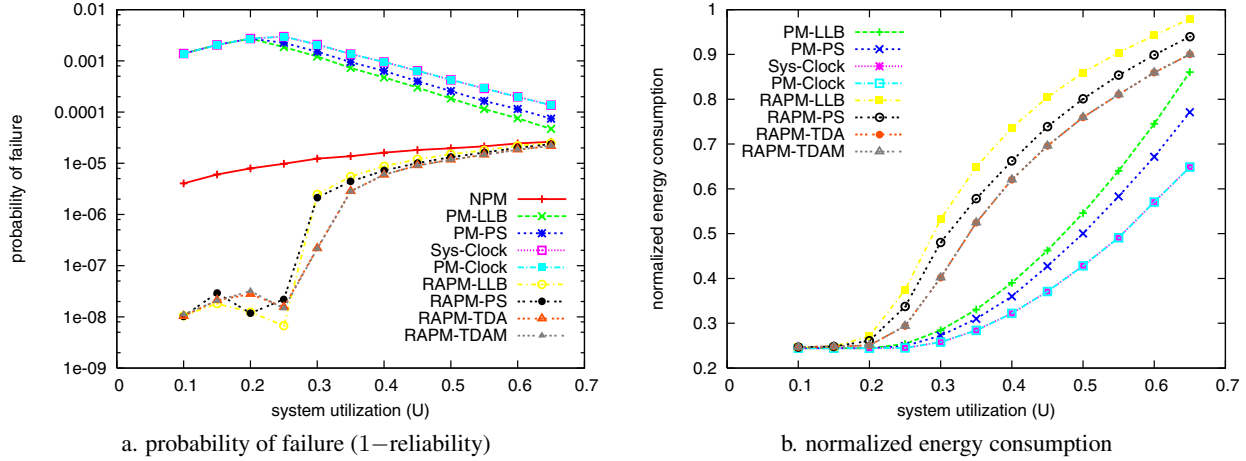 0.01
0.001
0.0001
1e-05
1e-06
1e-07
1e-08
1e-09
probability of failure
NPM
PM-LLB
PM-PS
Sys-Clock
PM-Clock
RAPM-LLB
RAPM-PS
RAPM-TDA
RAPM-TDAM
0 0.1 0.2 0.3 0.4 0.5 0.6 0.7
system utilization (U)
a. probability of failure (1−reliability)
1
0.9
0.8
0.7
0.6
0.5
0.4
0.3
0.2
normalized energy consumption
PM-LLB
PM-PS
Sys-Clock
PM-Clock
RAPM-LLB
RAPM-PS
RAPM-TDA
RAPM-TDAM
0 0.1 0.2 0.3 0.4 0.5 0.6 0.7
system utilization (U)
b. normalized energy consumption